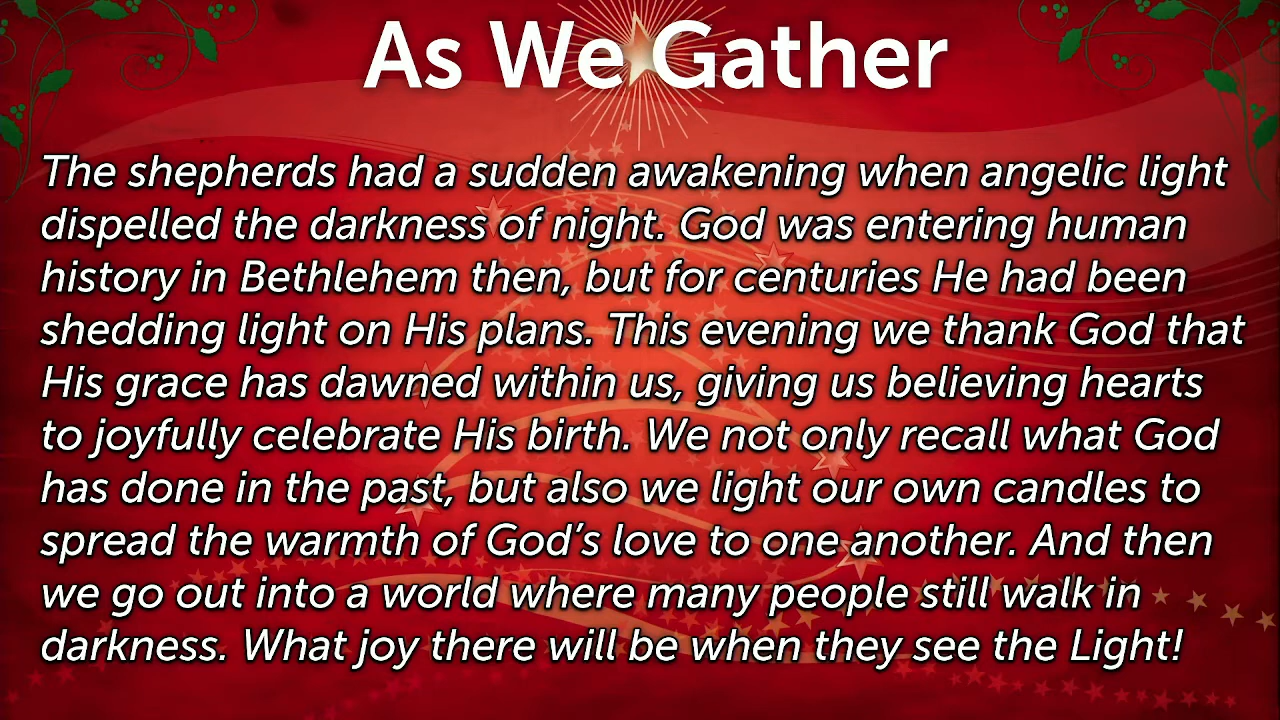 As We Gather
The shepherds had a sudden awakening when angelic light
dispelled the darkness of night. God was entering human
history in Bethlehem then, but for centuries He had been
shedding light on His plans. This evening we thank God that
His grace has dawned within us, giving us believing hearts
to joyfully celebrate His birth. We not only recall what God
has done in the past, but also we light our own candles to
spread the warmth of God’s love to one another. And then
we go out into a world where many people still walk in
darkness. What joy there will be when they see the Light!